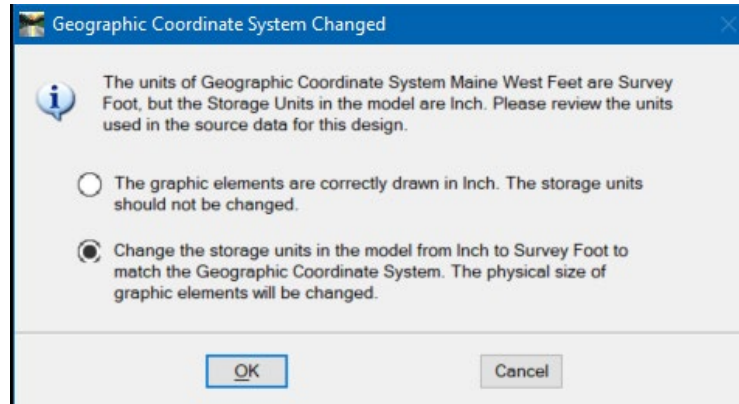 Geographic Coordinate System Changed
The units of Geographic Coordinate System Maine West Feet are Survey
Foot, but the Storage Units in the model are Inch. Please review the units
used in the source data for this design.
The graphic elements are correctly drawn in Inch. The storage units
should not be changed.
Change the storage units in the model from Inch to Survey Foot to
match the Geographic Coordinate System. The physical size of
graphic elements will be changed.
OK
Cancel